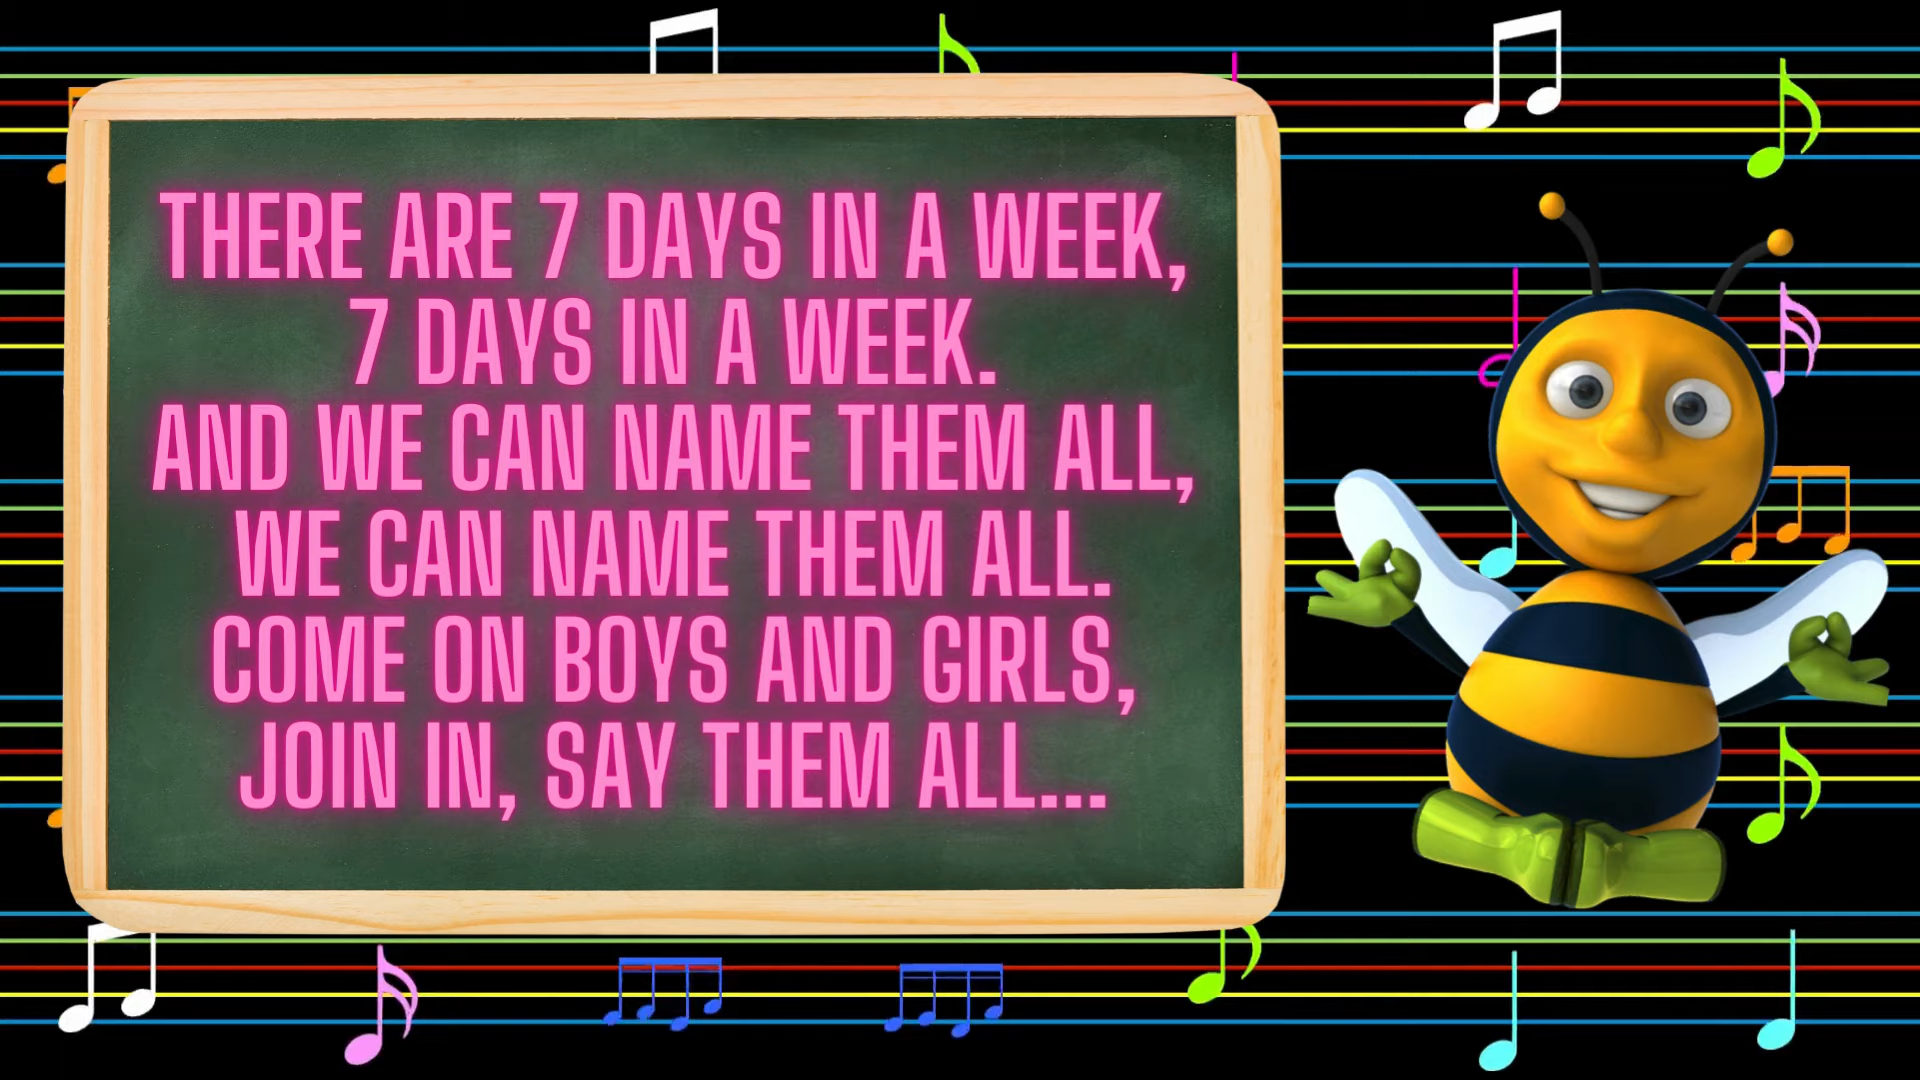 THERE ARE 7 DAYS IN A WEEK,
7 DAYS IN A WEEK.
AND WE CAN NAME THEM ALL,
WE CAN NAME THEM ALL.
COME ON BOYS AND GIRLS,
JOIN IN, SAY THEM ALL...